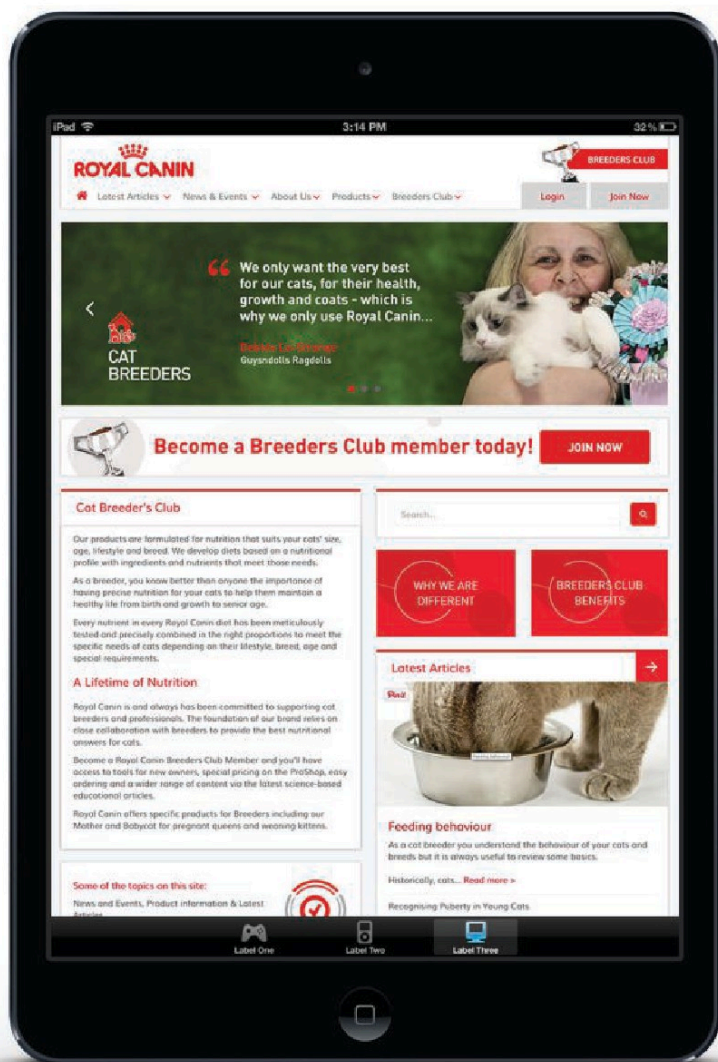 iPad
3:14 PM
32%
ROYAL CANIN
BREEDERS CLUB
Latest Articles
News & Events
About Us
Products
Breeders Club
Login
Join Now
“ We only want the very best
for our cats, for their health,
growth and coats - which is
why we only use Royal Canin...
Guysndolls Ragdolls
CAT
BREEDERS
Become a Breeders Club member today!
JOIN NOW
Cat Breeder's Club
Our products are formulated for nutrition that suits your cats' size,
age, lifestyle and breed. We develop diets based on a nutritional
profile with ingredients and nutrients that meet those needs.
As a breeder, you know better than anyone the importance of
having precise nutrition for your cats to help them maintain a
healthy life from birth and growth to senior age.
Every nutrient in every Royal Canin diet has been meticulously
tested and precisely combined in the right proportions to meet the
specific needs of cats depending on their lifestyle, breed, age and
special requirements.
A Lifetime of Nutrition
Royal Canin is and always has been committed to supporting cat
breeders and professionals. The foundation of our brand relies on
close collaboration with breeders to provide the best nutritional
answers for cats.
Become a Royal Canin Breeders Club Member and you'll have
access to tools for new owners, special pricing on the ProShop, easy
ordering and a wider range of content via the latest science-based
educational articles.
Royal Canin offers specific products for Breeders including our
Mother and Babycat for pregnant queens and weaning kittens.
Some of the topics on this site:
News and Events, Product information & Latest
Articles
Search...
WHY WE ARE
DIFFERENT
BREEDERS CLUB
BENEFITS
Latest Articles
Pin it
Feeding behaviour
Feeding behaviour
As a cat breeder you understand the behaviour of your cats and
breeds but it is always useful to review some basics.
Historically, cats... Read more »
Recognising Puberty in Young Cats
Label One
Label Two
Label Three